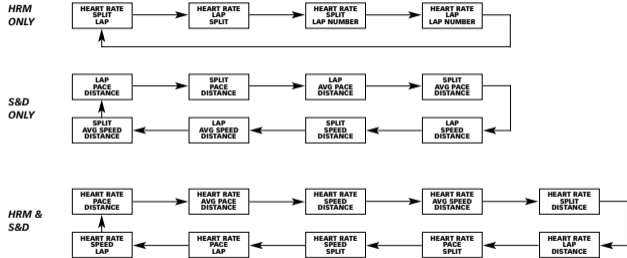 HRM
ONLY
HEART RATE
SPLIT
LAP
HEART RATE
LAP
SPLIT
HEART RATE
SPLIT
LAP NUMBER
HEART RATE
LAP
LAP NUMBER
S&D
ONLY
LAP
PACE
DISTANCE
SPLIT
PACE
DISTANCE
LAP
AVG PACE
DISTANCE
SPLIT
AVG PACE
DISTANCE
SPLIT
AVG SPEED
DISTANCE
LAP
AVG SPEED
DISTANCE
SPLIT
SPEED
DISTANCE
LAP
SPEED
DISTANCE
HRM &
S&D
HEART RATE
PACE
DISTANCE
HEART RATE
AVG PACE
DISTANCE
HEART RATE
SPEED
DISTANCE
HEART RATE
AVG SPEED
DISTANCE
HEART RATE
SPLIT
DISTANCE
HEART RATE
SPEED
LAP
HEART RATE
PACE
LAP
HEART RATE
SPEED
SPLIT
HEART RATE
PACE
SPLIT
HEART RATE
LAP
DISTANCE